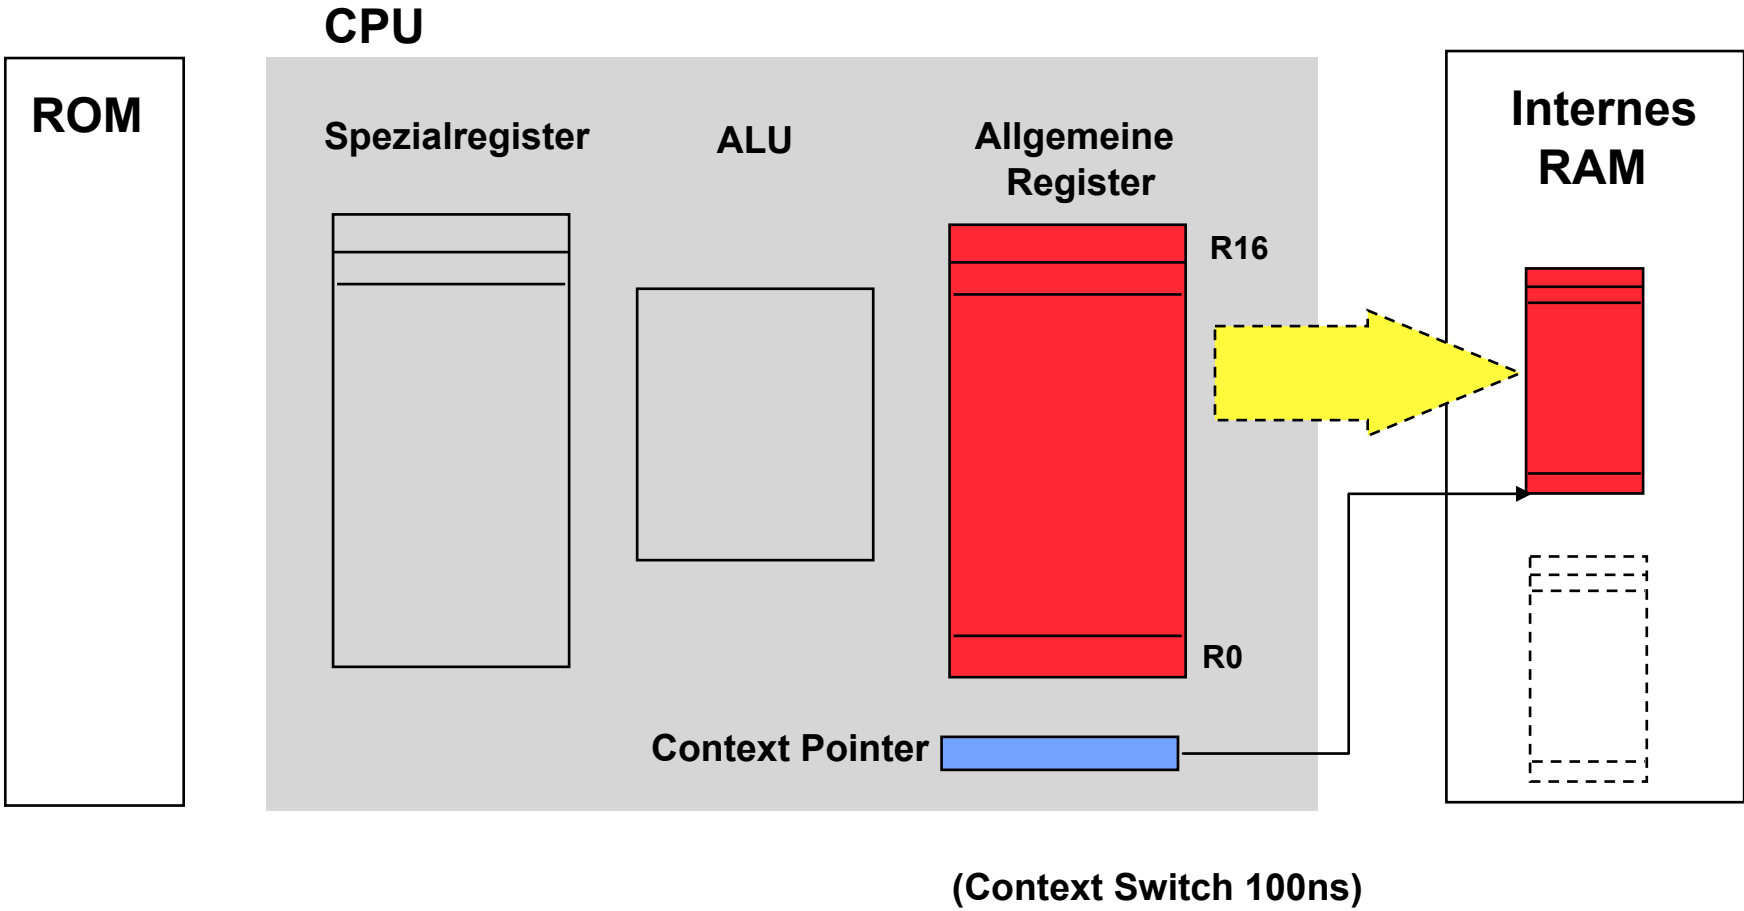 CPU
ROM
Spezialregister
ALU
Allgemeine
Register
R16
R0
Context Pointer
Internes
RAM
(Context Switch 100ns)